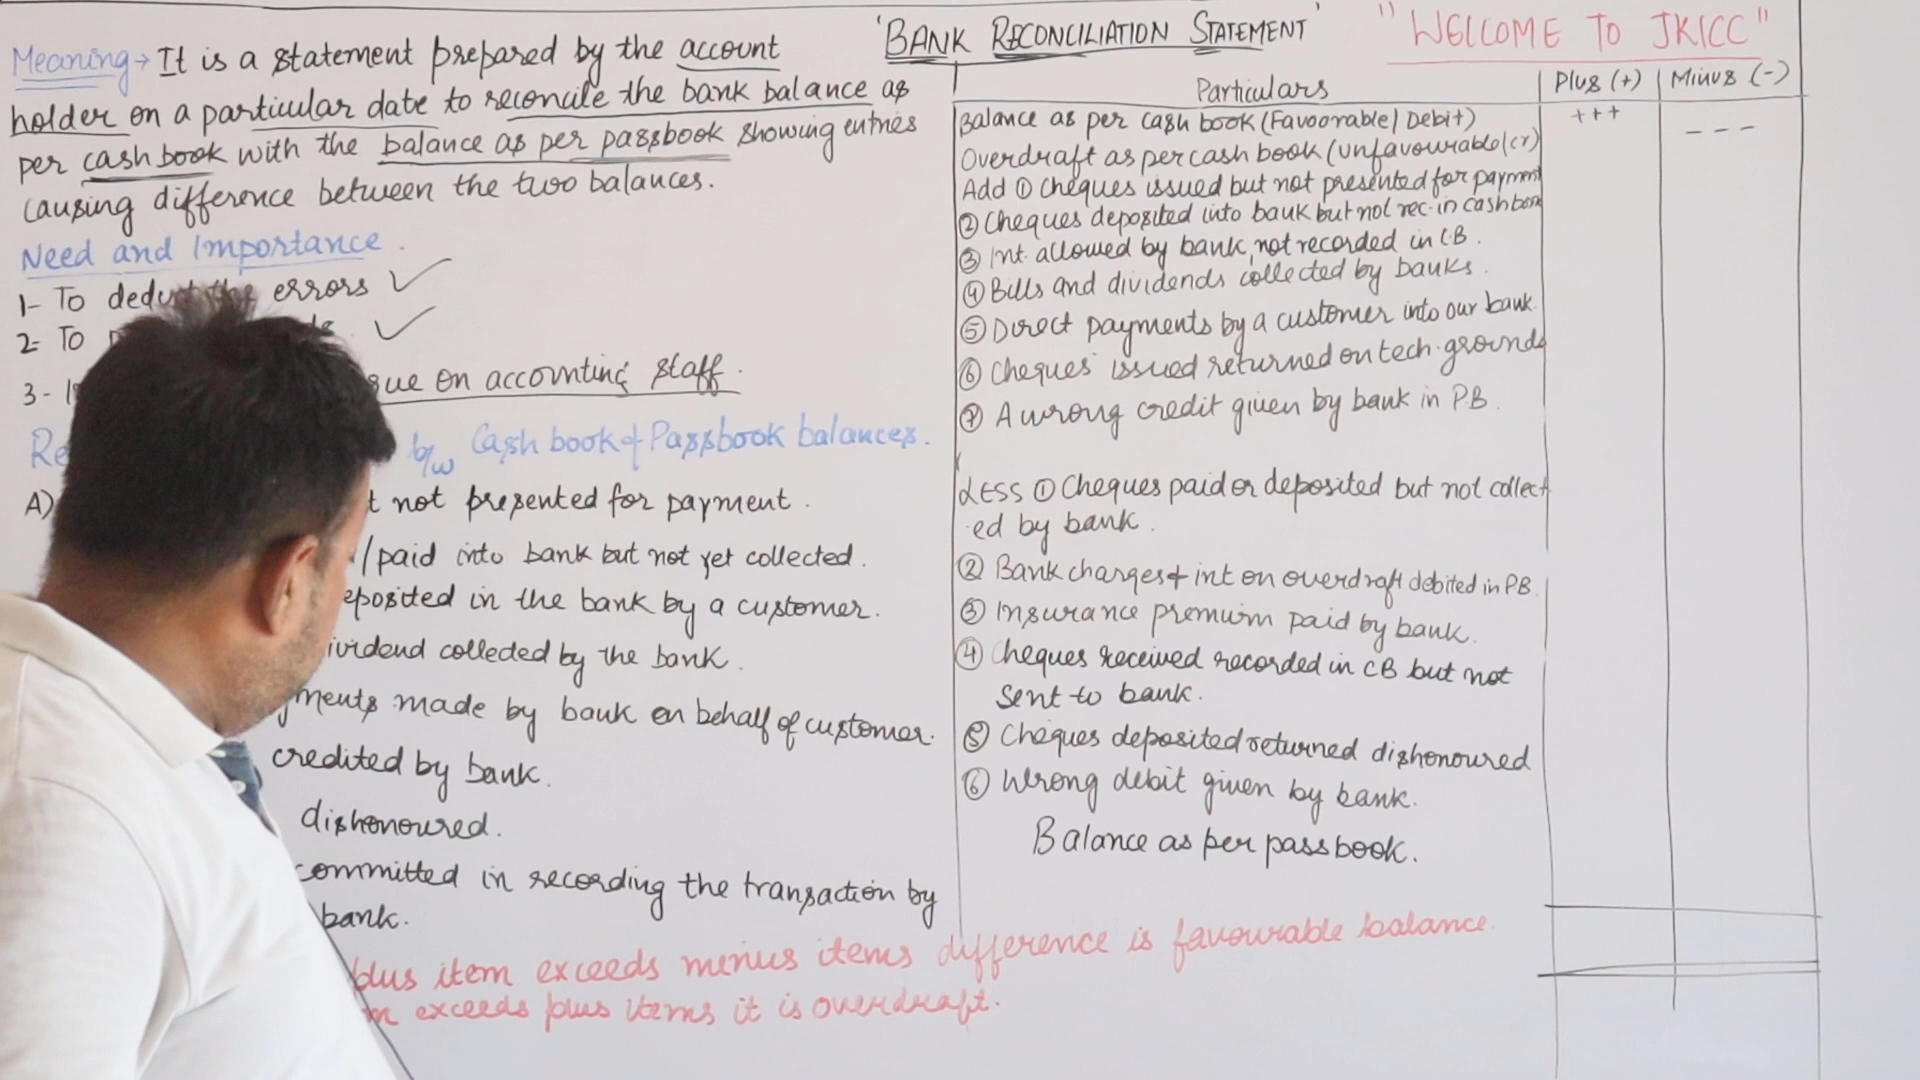 'BANK RECONCILIATION STATEMENT'
"WELCOME TO JKICC"
Meaning → It is a statement prepared by the account
holder on a particular date to reconcile the bank balance as
per cash book with the balance as per passbook showing entries
causing difference between the two balances.
Need and Importance.
1- To deduct the errors ✓
2- To ✓
3- on accounting staff.
b/w Cash book & Passbook balances.
A) not presented for payment.
/paid into bank but not yet collected.
eposited in the bank by a customer.
ividend collected by the bank.
yments made by bank on behalf of customer.
credited by bank.
dishonoured.
committed in recording the transaction by
bank.
plus item exceeds minus items difference is favourable balance.
exceeds plus items it is overdraft.
Particulars Plus (+) Minus (-)
Balance as per cash book (Favoorable/Debit) +++
Overdraft as per cash book (unfavourable/cr) ---
Add ① Cheques issued but not presented for payment
② Cheques deposited into bank but not rec. in cash book
③ Int. allowed by bank, not recorded in C.B.
④ Bills and dividends collected by banks.
⑤ Direct payments by a customer into our bank.
⑥ Cheques issued returned on tech. grounds
⑦ A wrong credit given by bank in P.B.
LESS ① Cheques paid or deposited but not collect
ed by bank.
② Bank charges & int on overdraft debited in P.B.
③ Insurance premium paid by bank.
④ Cheques received recorded in CB but not
sent to bank.
⑤ Cheques deposited returned dishonoured
⑥ Wrong debit given by bank.
Balance as per passbook.